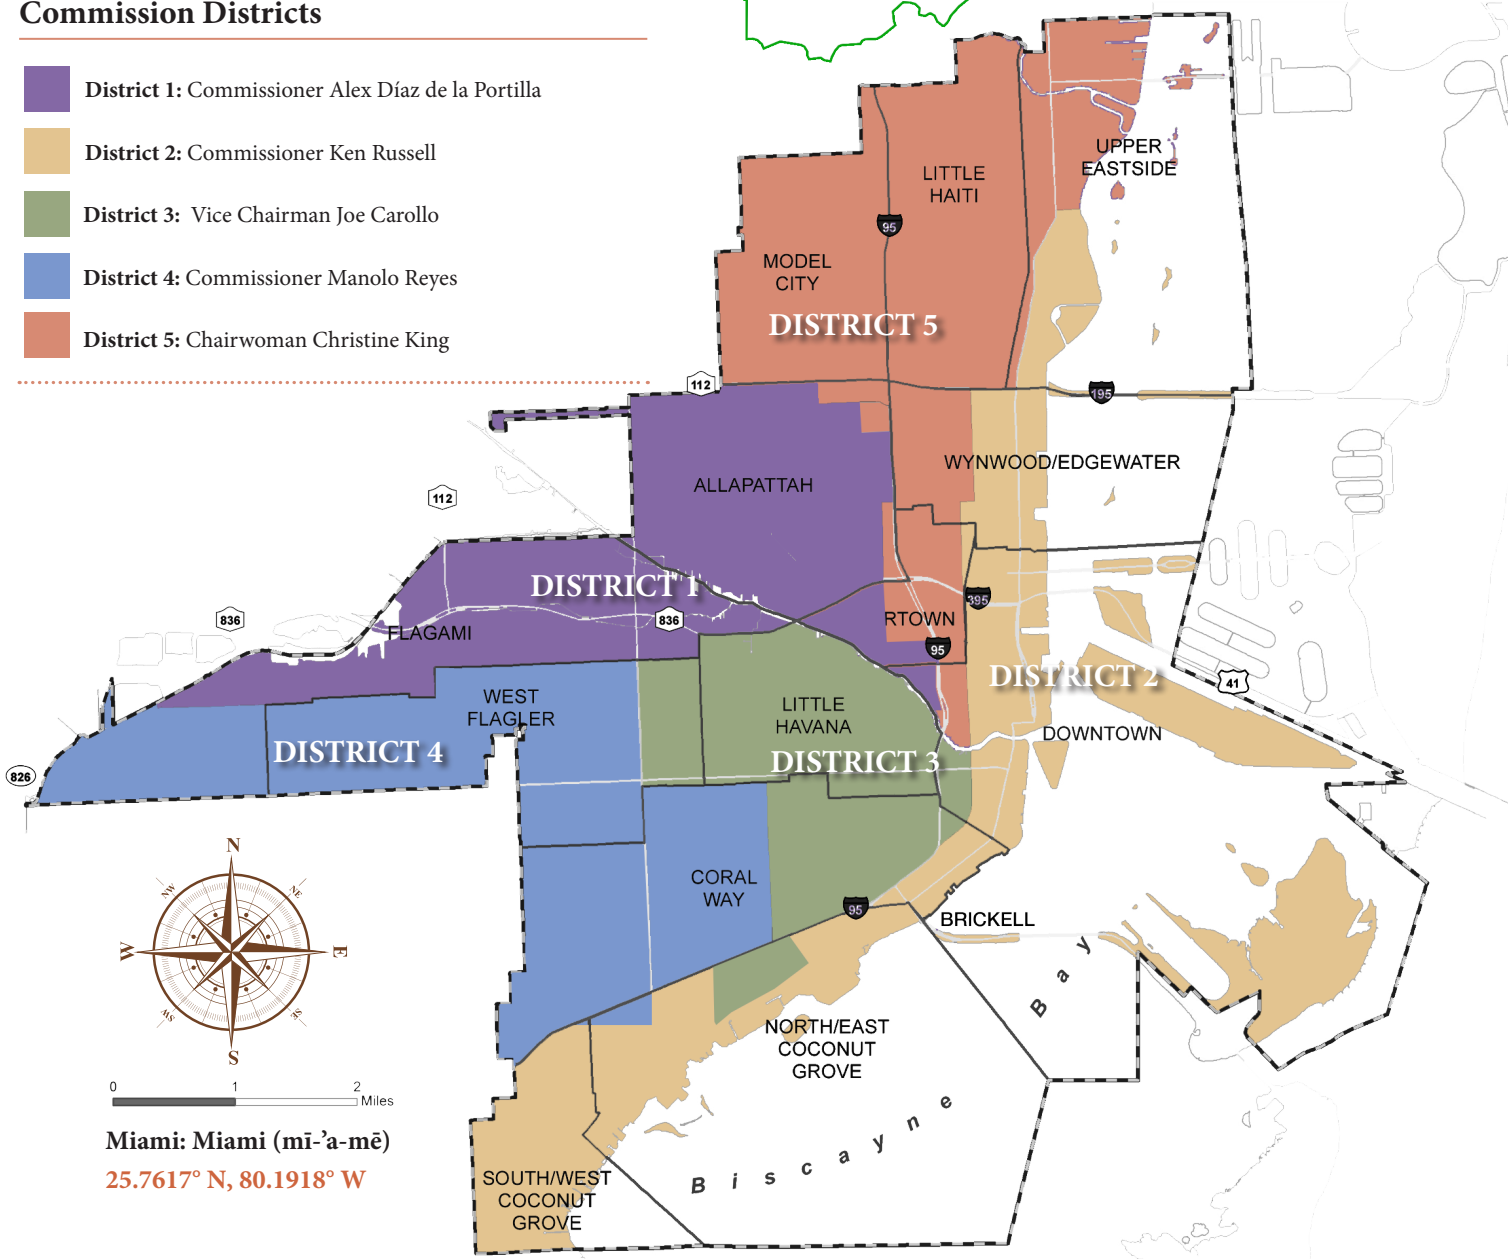 Commission Districts
District 1: Commissioner Alex Díaz de la Portilla
District 2: Commissioner Ken Russell
District 3: Vice Chairman Joe Carollo
District 4: Commissioner Manolo Reyes
District 5: Chairwoman Christine King
UPPER
EASTSIDE
LITTLE
HAITI
95
MODEL
CITY
DISTRICT 5
112
195
WYNWOOD/EDGEWATER
ALLAPATTAH
112
DISTRICT 1
395
836
836
RTOWN
FLAGAMI
95
DISTRICT 2
41
WEST
FLAGLER
LITTLE
HAVANA
DOWNTOWN
DISTRICT 4
DISTRICT 3
826
CORAL
WAY
95
BRICKELL
N
NW
NE
W
E
SW
SE
S
Bay
NORTH/EAST
COCONUT
GROVE
0 1 2
Miles
Biscayne
Miami: Miami (mī-’a-mē)
25.7617° N, 80.1918° W
SOUTH/WEST
COCONUT
GROVE